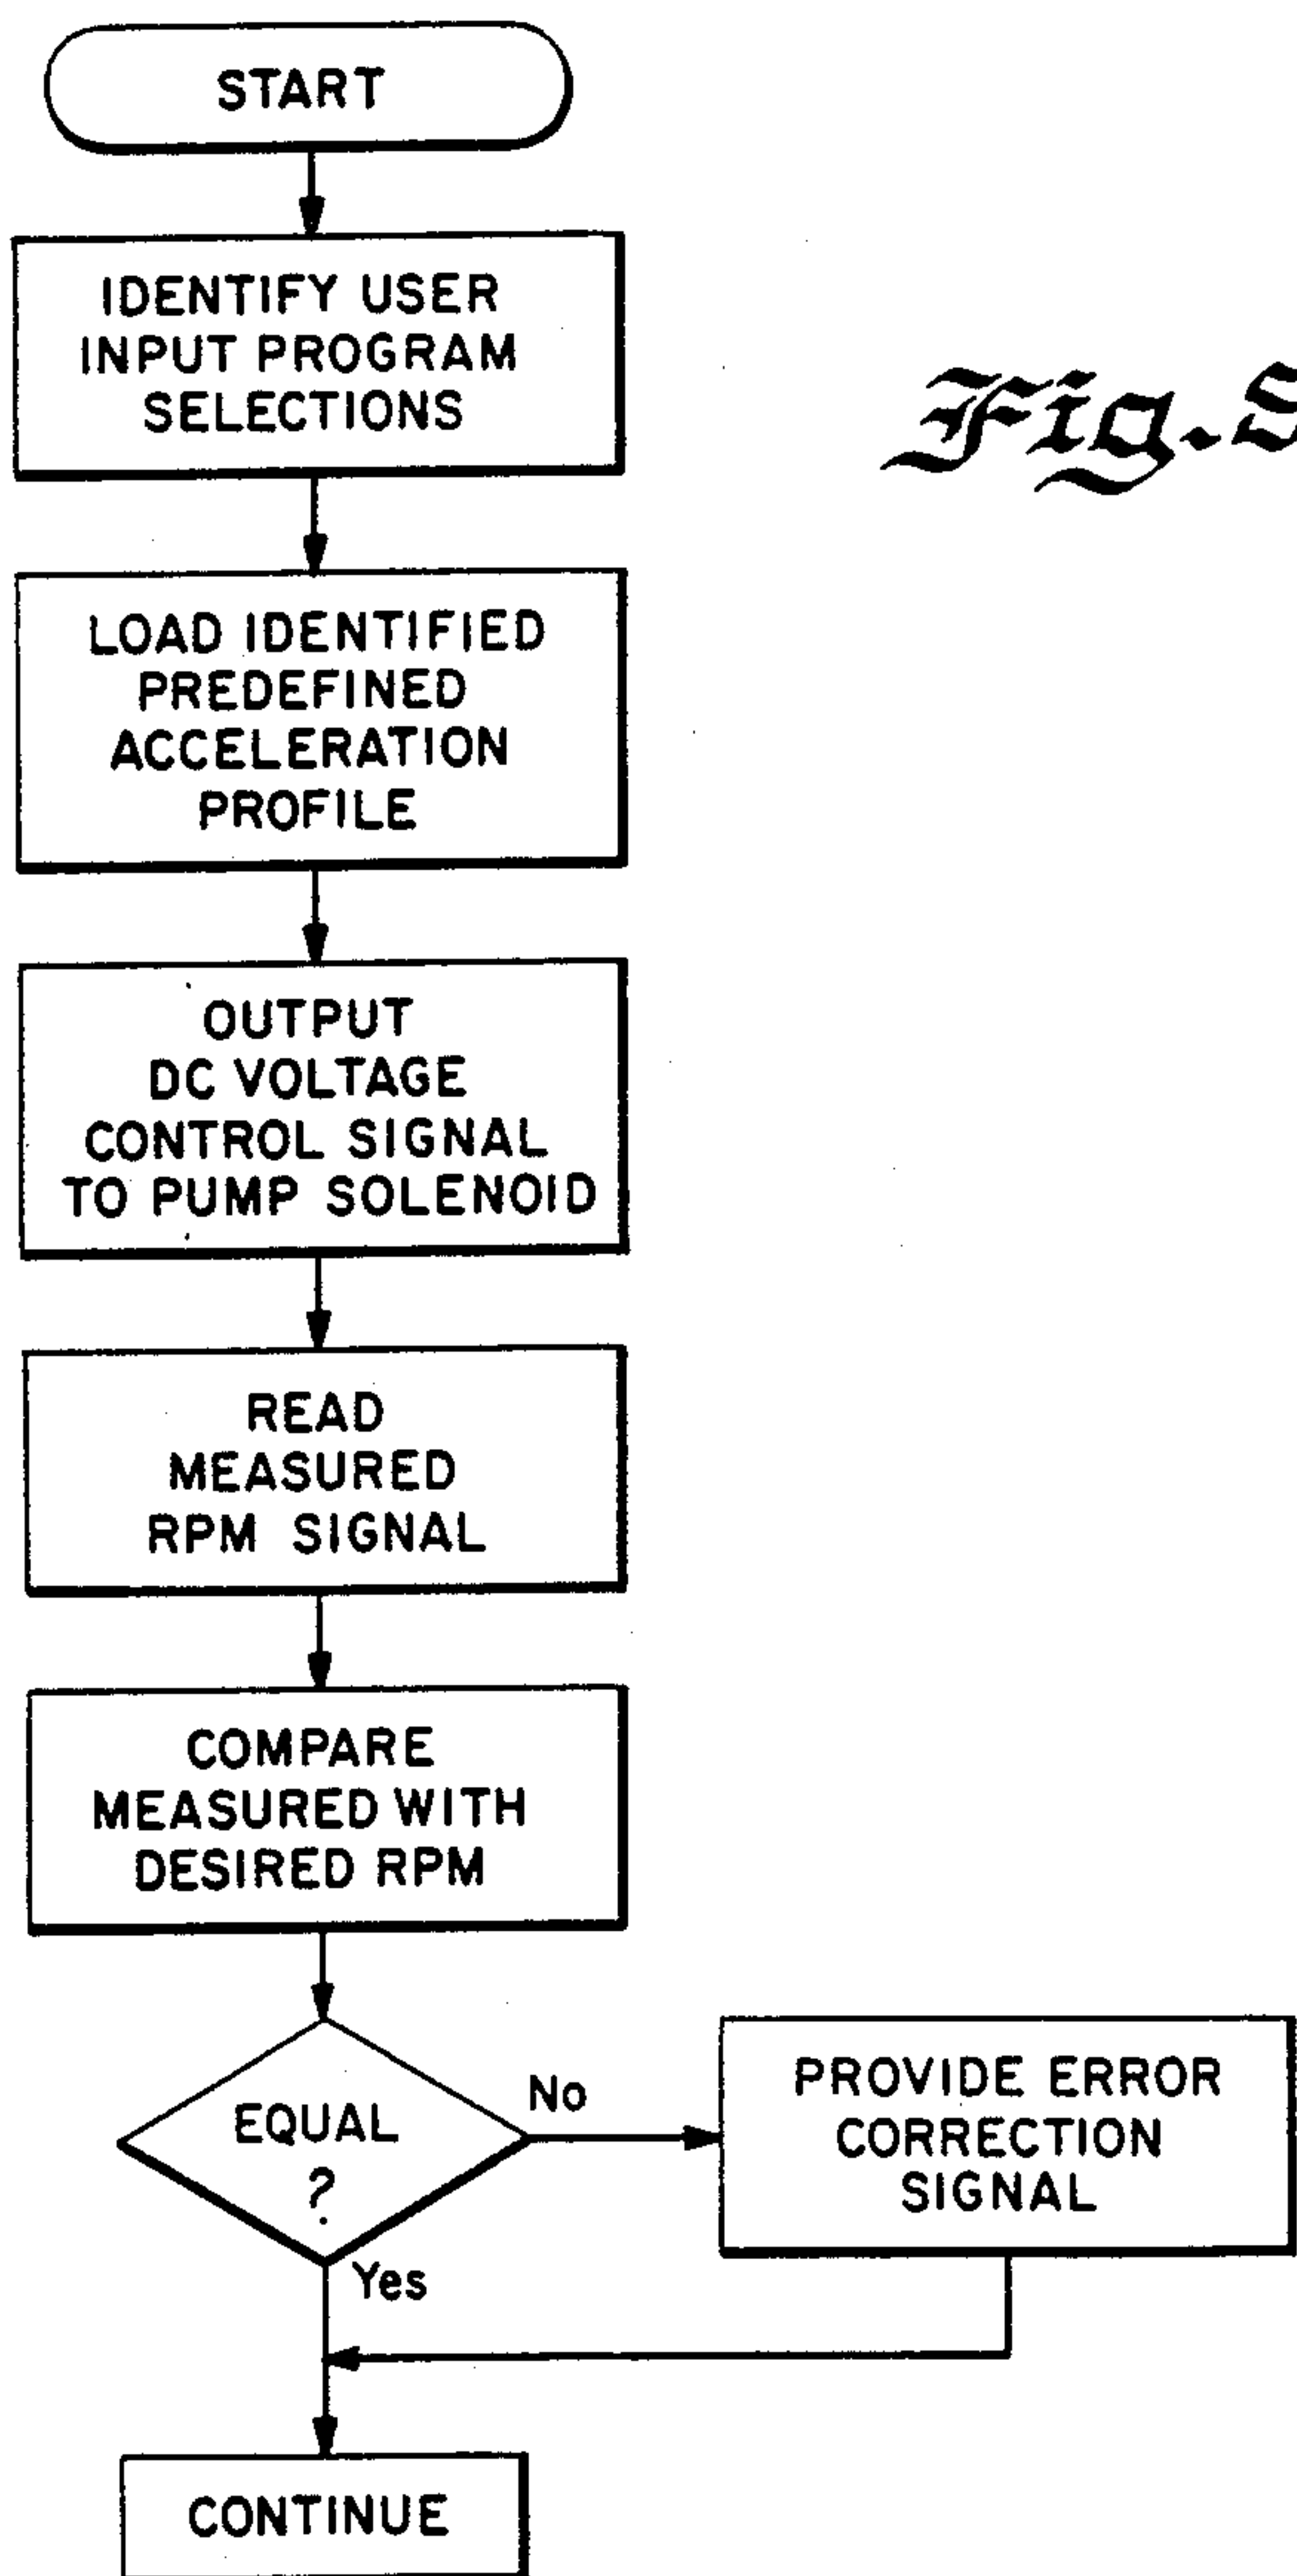 START
IDENTIFY USER
INPUT PROGRAM
SELECTIONS
Fig.
LOAD IDENTIFIED
PREDEFINED
ACCELERATION
PROFILE
OUTPUT
DC VOLTAGE
CONTROL SIGNAL
TO PUMP SOLENOID
READ
MEASURED
RPM SIGNAL
COMPARE
MEASURED WITH
DESIRED RPM
EQUAL
?
No
PROVIDE ERROR
CORRECTION
SIGNAL
Yes
CONTINUE